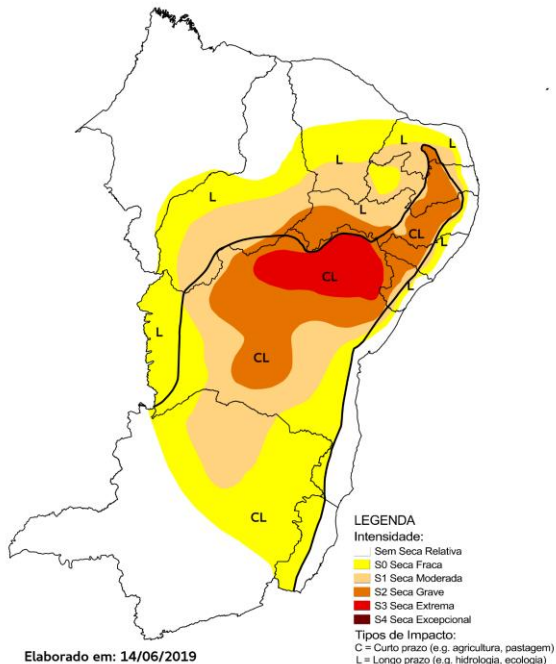 L
L
L
L
L
L
CL
L
CL
L
L
CL
CL
LEGENDA
Intensidade:
Sem Seca Relativa
S0 Seca Fraca
S1 Seca Moderada
S2 Seca Grave
S3 Seca Extrema
S4 Seca Excepcional
Tipos de Impacto:
C = Curto prazo (e.g. agricultura, pastagem)
L = Longo prazo (e.g. hidrologia, ecologia)
Elaborado em: 14/06/2019